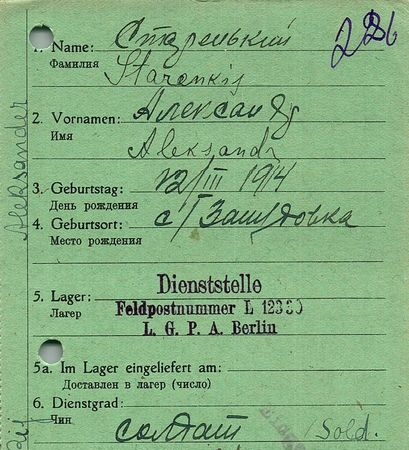 226
1. Name: Старенький
Фамилия
Starenkij
2. Vornamen: Александр
Имя
Aleksandr
3. Geburtstag: 12/III 1914
День рождения
4. Geburtsort: с/
Место рождения
Dienststelle
5. Lager: Feldpostnummer L 12330
Лагерь
L. G. P. A. Berlin
5a. Im Lager eingeliefert am:
Доставлен в лагерь (число)
6. Dienstgrad:
Чин
солдат /Sold.
Aleksander